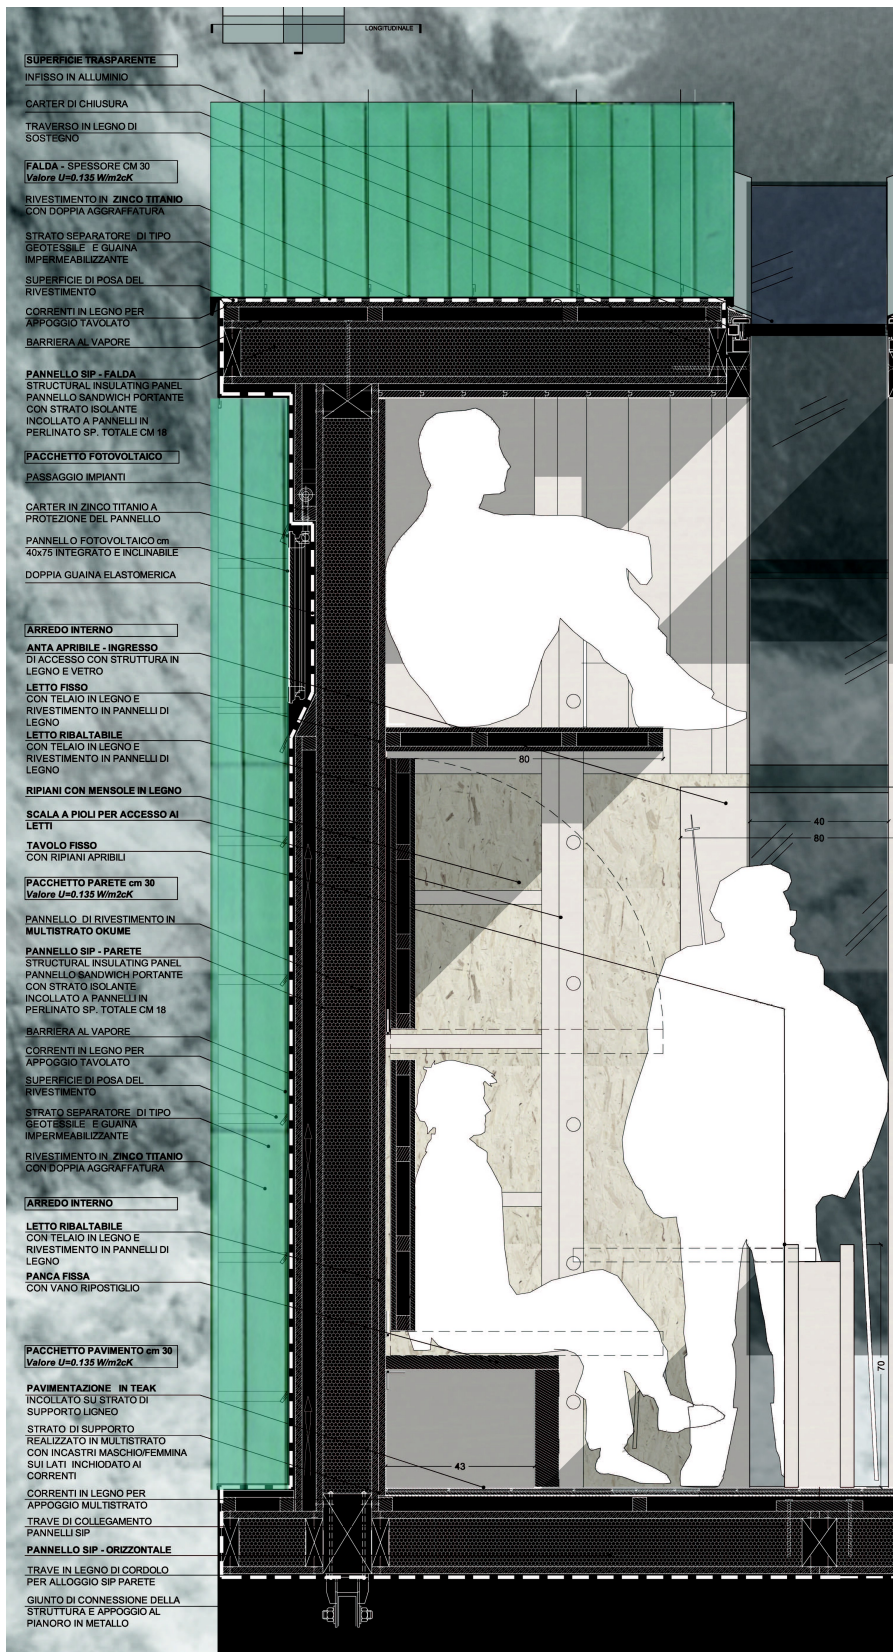 LONGITUDINALE
SUPERFICIE TRASPARENTE
INFISSO IN ALLUMINIO
CARTER DI CHIUSURA
TRAVERSO IN LEGNO DI
SOSTEGNO
FALDA - SPESSORE CM 30
Valore U=0.135 W/m2cK
RIVESTIMENTO IN ZINCO TITANIO
CON DOPPIA AGGRAFFATURA
STRATO SEPARATORE DI TIPO
GEOTESSILE E GUAINA
IMPERMEABILIZZANTE
SUPERFICIE DI POSA DEL
RIVESTIMENTO
CORRENTI IN LEGNO PER
APPOGGIO TAVOLATO
BARRIERA AL VAPORE
PANNELLO SIP - FALDA
STRUCTURAL INSULATING PANEL
PANNELLO SANDWICH PORTANTE
CON STRATO ISOLANTE
INCOLLATO A PANNELLI IN
PERLINATO SP. TOTALE CM 18
PACCHETTO FOTOVOLTAICO
PASSAGGIO IMPIANTI
CARTER IN ZINCO TITANIO A
PROTEZIONE DEL PANNELLO
PANNELLO FOTOVOLTAICO cm
40x75 INTEGRATO E INCLINABILE
DOPPIA GUAINA ELASTOMERICA
ARREDO INTERNO
ANTA APRIBILE - INGRESSO
DI ACCESSO CON STRUTTURA IN
LEGNO E VETRO
LETTO FISSO
CON TELAIO IN LEGNO E
RIVESTIMENTO IN PANNELLI DI
LEGNO
LETTO RIBALTABILE
CON TELAIO IN LEGNO E
RIVESTIMENTO IN PANNELLI DI
LEGNO
RIPIANI CON MENSOLE IN LEGNO
SCALA A PIOLI PER ACCESSO AI
LETTI
TAVOLO FISSO
CON RIPIANI APRIBILI
PACCHETTO PARETE cm 30
Valore U=0.135 W/m2cK
PANNELLO DI RIVESTIMENTO IN
MULTISTRATO OKUME
PANNELLO SIP - PARETE
STRUCTURAL INSULATING PANEL
PANNELLO SANDWICH PORTANTE
CON STRATO ISOLANTE
INCOLLATO A PANNELLI IN
PERLINATO SP. TOTALE CM 18
BARRIERA AL VAPORE
CORRENTI IN LEGNO PER
APPOGGIO TAVOLATO
SUPERFICIE DI POSA DEL
RIVESTIMENTO
STRATO SEPARATORE DI TIPO
GEOTESSILE E GUAINA
IMPERMEABILIZZANTE
RIVESTIMENTO IN ZINCO TITANIO
CON DOPPIA AGGRAFFATURA
ARREDO INTERNO
LETTO RIBALTABILE
CON TELAIO IN LEGNO E
RIVESTIMENTO IN PANNELLI DI
LEGNO
PANCA FISSA
CON VANO RIPOSTIGLIO
PACCHETTO PAVIMENTO cm 30
Valore U=0.135 W/m2cK
PAVIMENTAZIONE IN TEAK
INCOLLATO SU STRATO DI
SUPPORTO LIGNEO
STRATO DI SUPPORTO
REALIZZATO IN MULTISTRATO
CON INCASTRI MASCHIO/FEMMINA
SUI LATI INCHIODATO AI
CORRENTI
CORRENTI IN LEGNO PER
APPOGGIO MULTISTRATO
TRAVE DI COLLEGAMENTO
PANNELLI SIP
PANNELLO SIP - ORIZZONTALE
TRAVE IN LEGNO DI CORDOLO
PER ALLOGGIO SIP PARETE
GIUNTO DI CONNESSIONE DELLA
STRUTTURA E APPOGGIO AL
PIANORO IN METALLO
80
40
80
70
43